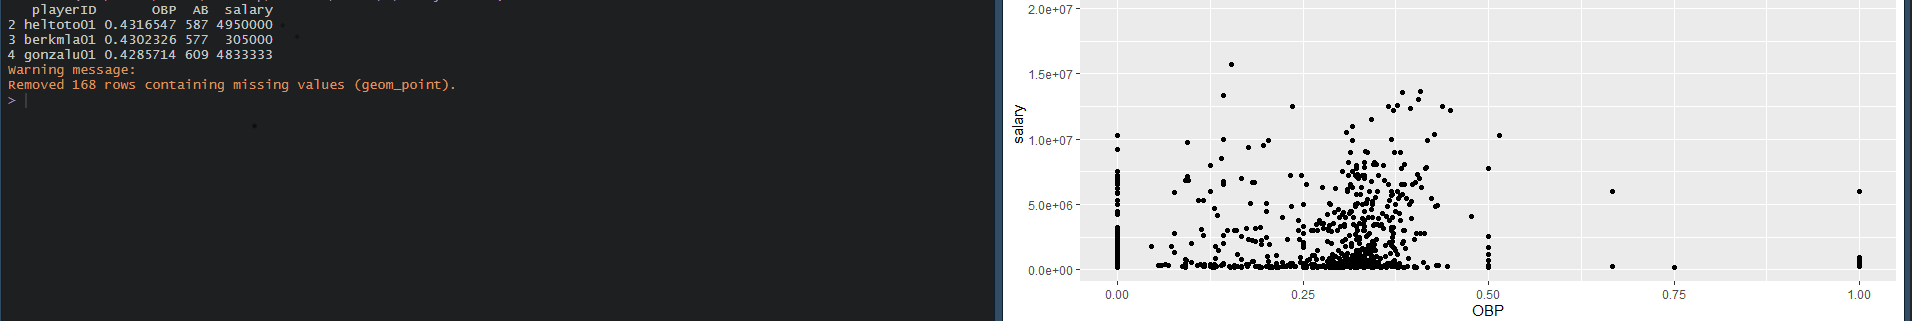 playerID OBP AB salary
2 heltoto01 0.4316547 587 4950000
3 berkmla01 0.4302326 577 305000
4 gonzalu01 0.4285714 609 4833333
Warning message:
Removed 168 rows containing missing values (geom_point).
>
2.0e+07
1.5e+07
1.0e+07
5.0e+06
0.0e+00
salary
0.00 0.25 0.50 0.75 1.00
OBP